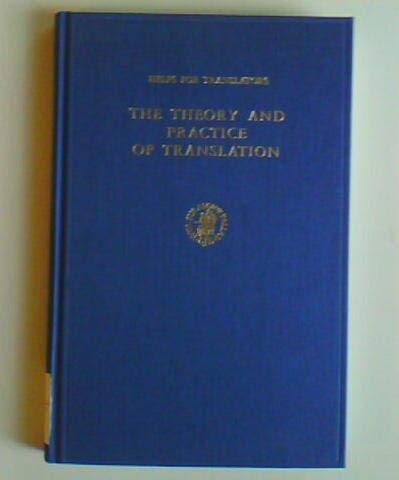 HELPS FOR TRANSLATORS
THE THEORY AND
PRACTICE
OF TRANSLATION